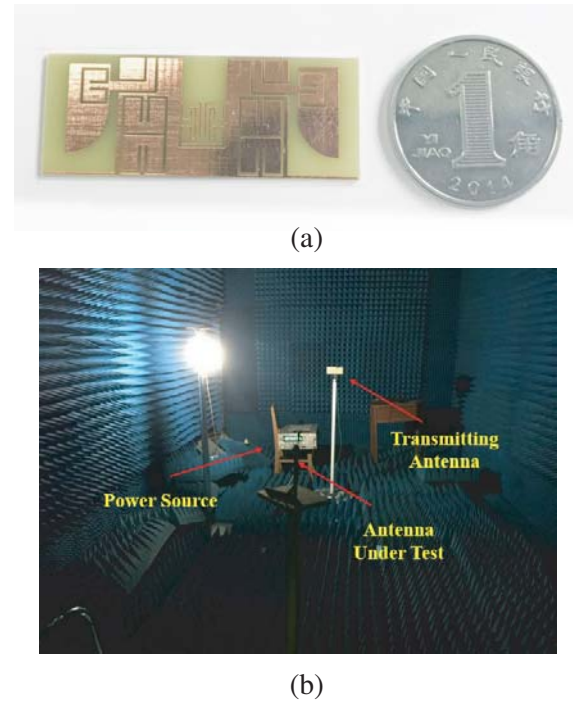 中国人民银行
1
YI
JIAO
角
2014
(a)
Transmitting
Antenna
Power Source
Antenna
Under Test
(b)